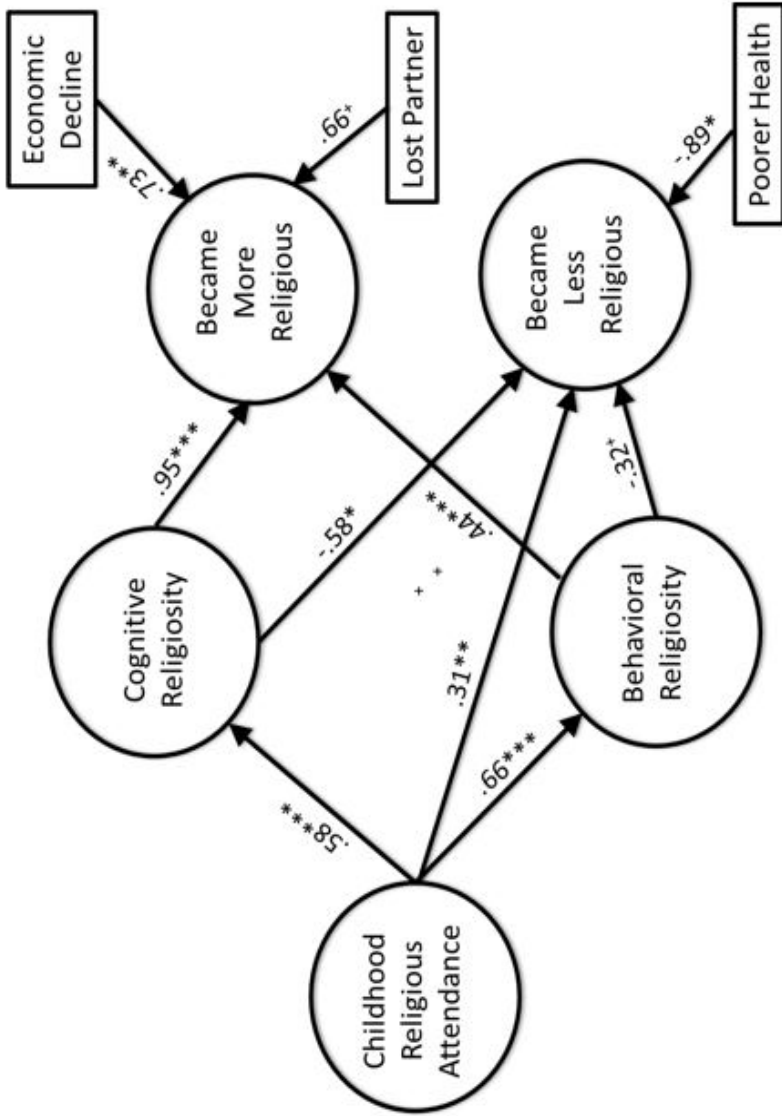 Economic
Decline
.73**
Lost Partner
.66⁺
Became
More
Religious
Poorer Health
-.89*
Became
Less
Religious
.95***
-.58*
.44***
-.32⁺
+
+
Cognitive
Religiosity
Behavioral
Religiosity
.58***
.31**
.66***
Childhood
Religious
Attendance